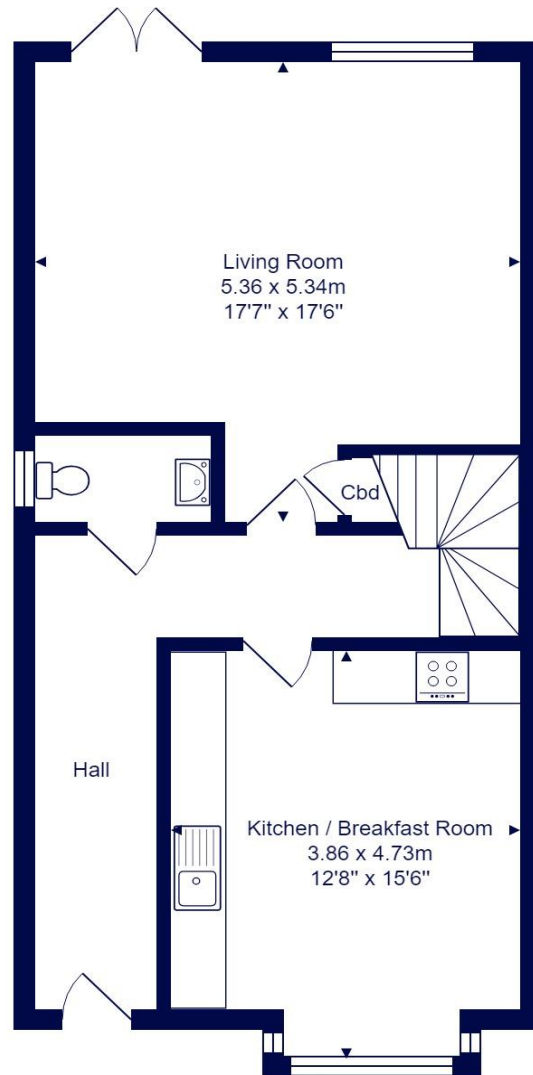 Living Room
5.36 x 5.34m
17'7" x 17'6"
Cbd
Hall
Kitchen / Breakfast Room
3.86 x 4.73m
12'8" x 15'6"